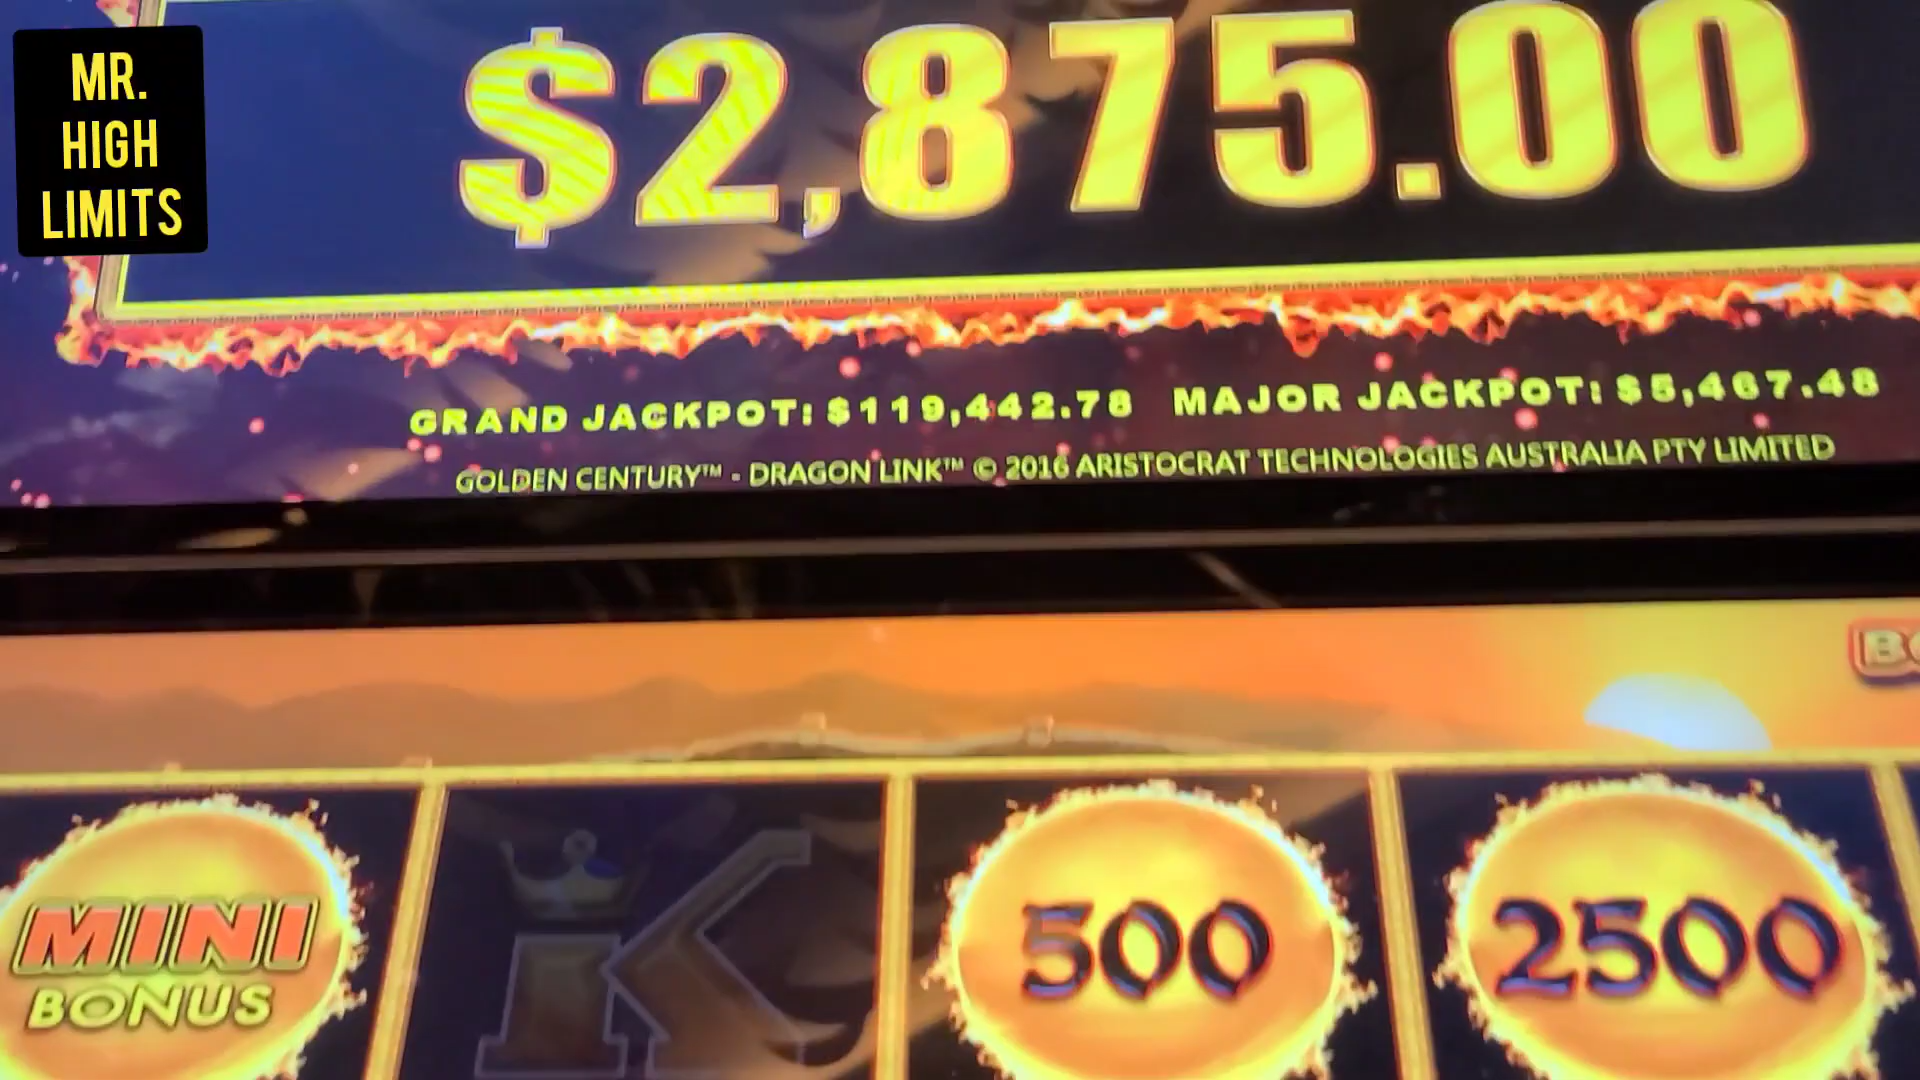 MR.
HIGH
LIMITS
$2,875.00
GRAND JACKPOT: $119,442.78 MAJOR JACKPOT: $5,467.48
GOLDEN CENTURY™ - DRAGON LINK™ © 2016 ARISTOCRAT TECHNOLOGIES AUSTRALIA PTY LIMITED
MINI
BONUS
K
500
2500